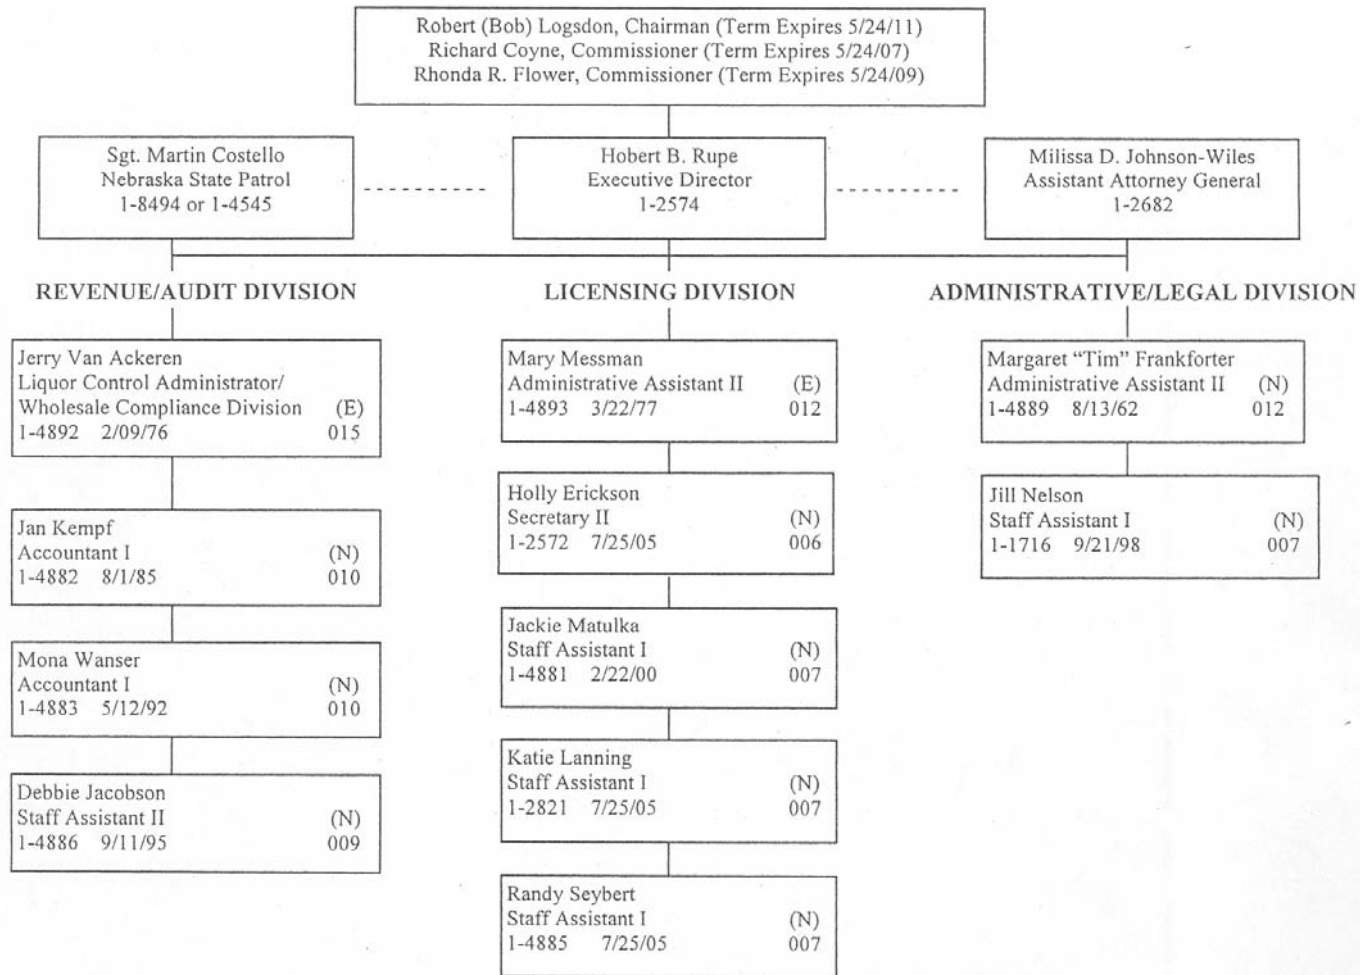 Robert (Bob) Logsdon, Chairman (Term Expires 5/24/11)
Richard Coyne, Commissioner (Term Expires 5/24/07)
Rhonda R. Flower, Commissioner (Term Expires 5/24/09)
Sgt. Martin Costello
Nebraska State Patrol
1-8494 or 1-4545
Hobert B. Rupe
Executive Director
1-2574
Milissa D. Johnson-Wiles
Assistant Attorney General
1-2682
REVENUE/AUDIT DIVISION
Jerry Van Ackeren
Liquor Control Administrator/
Wholesale Compliance Division (E)
1-4892 2/09/76 015
Jan Kempf
Accountant I (N)
1-4882 8/1/85 010
Mona Wanser
Accountant I (N)
1-4883 5/12/92 010
Debbie Jacobson
Staff Assistant II (N)
1-4886 9/11/95 009
LICENSING DIVISION
Mary Messman
Administrative Assistant II (E)
1-4893 3/22/77 012
Holly Erickson
Secretary II (N)
1-2572 7/25/05 006
Jackie Matulka
Staff Assistant I (N)
1-4881 2/22/00 007
Katie Lanning
Staff Assistant I (N)
1-2821 7/25/05 007
Randy Seybert
Staff Assistant I (N)
1-4885 7/25/05 007
ADMINISTRATIVE/LEGAL DIVISION
Margaret “Tim” Frankforter
Administrative Assistant II (N)
1-4889 8/13/62 012
Jill Nelson
Staff Assistant I (N)
1-1716 9/21/98 007